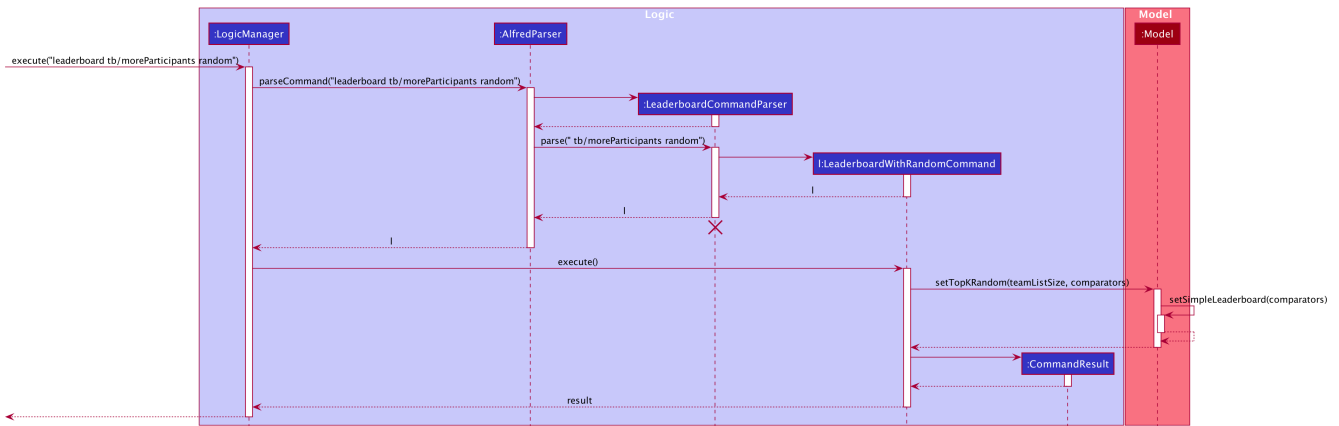 Logic
Model
:LogicManager
:AlfredParser
:Model
execute("leaderboard tb/moreParticipants random")
parseCommand("leaderboard tb/moreParticipants random")
:LeaderboardCommandParser
parse(" tb/moreParticipants random")
l:LeaderboardWithRandomCommand
l
l
l
execute()
setTopKRandom(teamListSize, comparators)
setSimpleLeaderboard(comparators)
:CommandResult
result